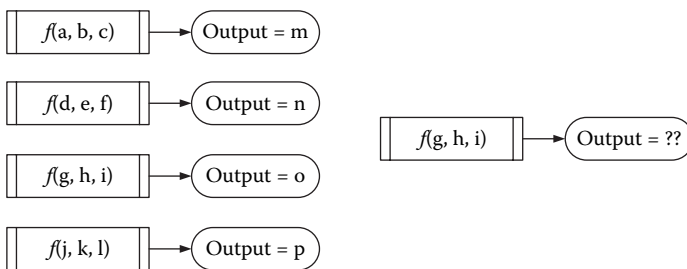 f(a, b, c) Output = m
f(d, e, f) Output = n
f(g, h, i) Output = ??
f(g, h, i) Output = o
f(j, k, l) Output = p